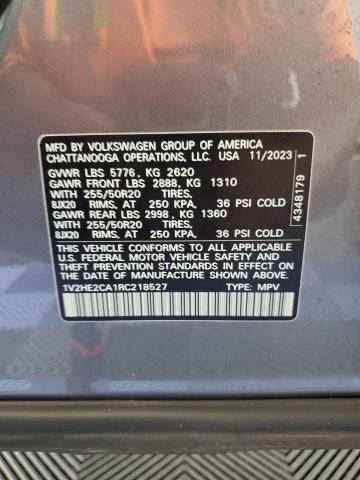 MFD BY VOLKSWAGEN GROUP OF AMERICA
CHATTANOOGA OPERATIONS, LLC. USA 11/2023
GVWR LBS 5776, KG 2620
GAWR FRONT LBS 2888, KG 1310
WITH 255/50R20 TIRES,
8JX20 RIMS, AT 250 KPA, 36 PSI COLD
GAWR REAR LBS 2998, KG 1360
WITH 255/50R20 TIRES,
8JX20 RIMS, AT 250 KPA, 36 PSI COLD
THIS VEHICLE CONFORMS TO ALL APPLICABLE
U.S. FEDERAL MOTOR VEHICLE SAFETY STANDARDS
IN EFFECT ON THE DATE OF MANUFACTURE
SHOWN ABOVE.
1V2HE2CA1RC218527 TYPE: MPV
4348179 1